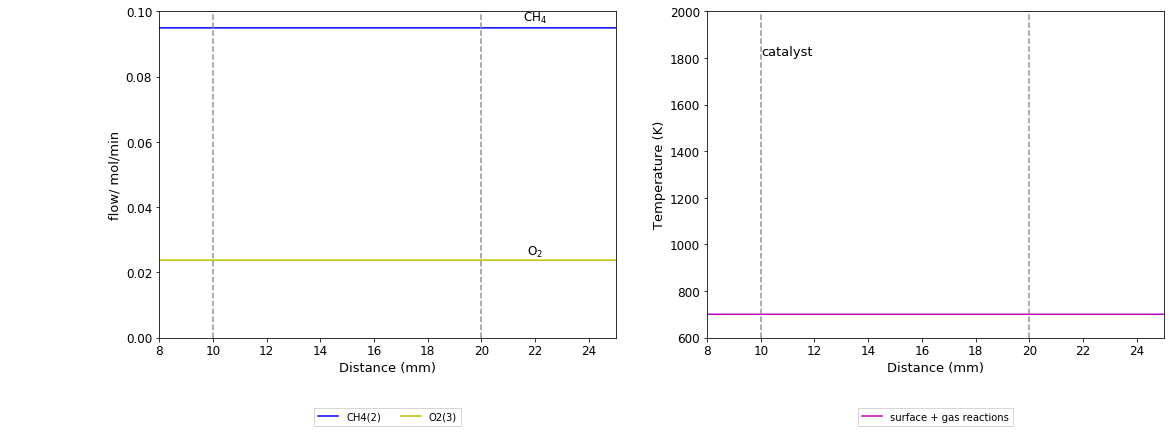 0.10
0.08
0.06
0.04
0.02
0.00
flow/ mol/min
CH₄
O₂
8 10 12 14 16 18 20 22 24
Distance (mm)
CH4(2) O2(3)
2000
1800
1600
1400
1200
1000
800
600
Temperature (K)
catalyst
8 10 12 14 16 18 20 22 24
Distance (mm)
surface + gas reactions